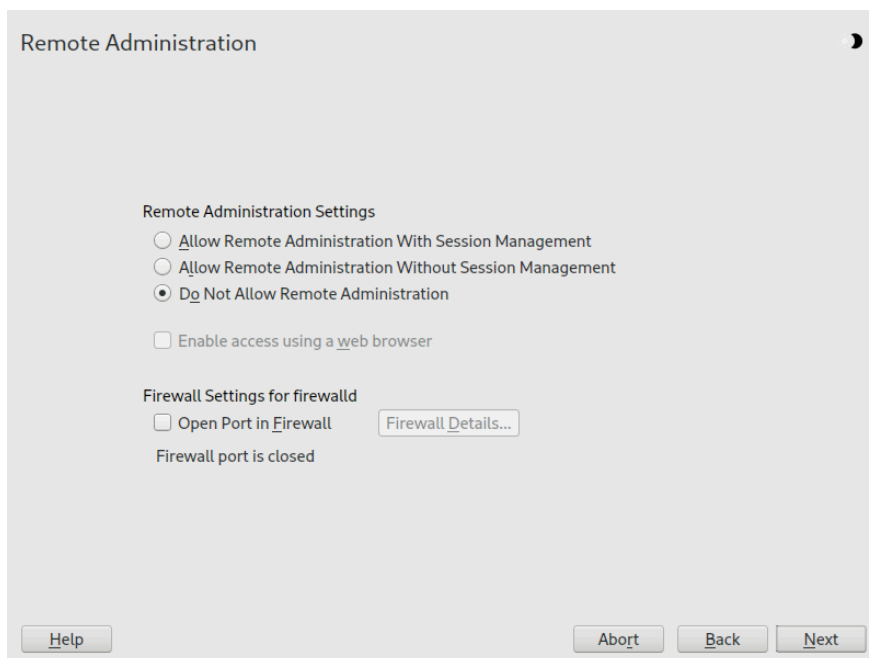 Remote Administration
Remote Administration Settings
Allow Remote Administration With Session Management
Allow Remote Administration Without Session Management
Do Not Allow Remote Administration
Enable access using a web browser
Firewall Settings for firewalld
Open Port in Firewall Firewall Details...
Firewall port is closed
Help Abort Back Next